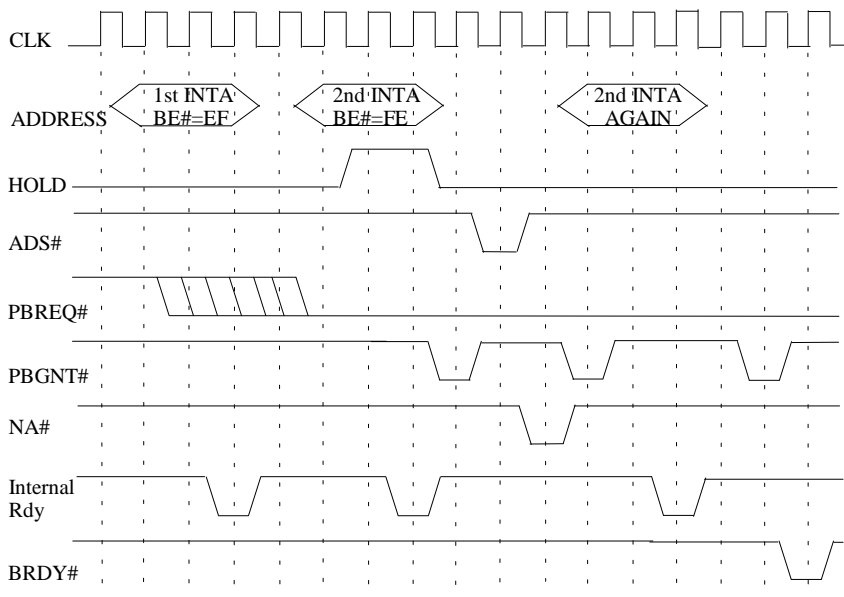 CLK
ADDRESS
1st INTA
BE#=EF
2nd INTA
BE#=FE
2nd INTA
AGAIN
HOLD
ADS#
PBREQ#
PBGNT#
NA#
Internal
Rdy
BRDY#